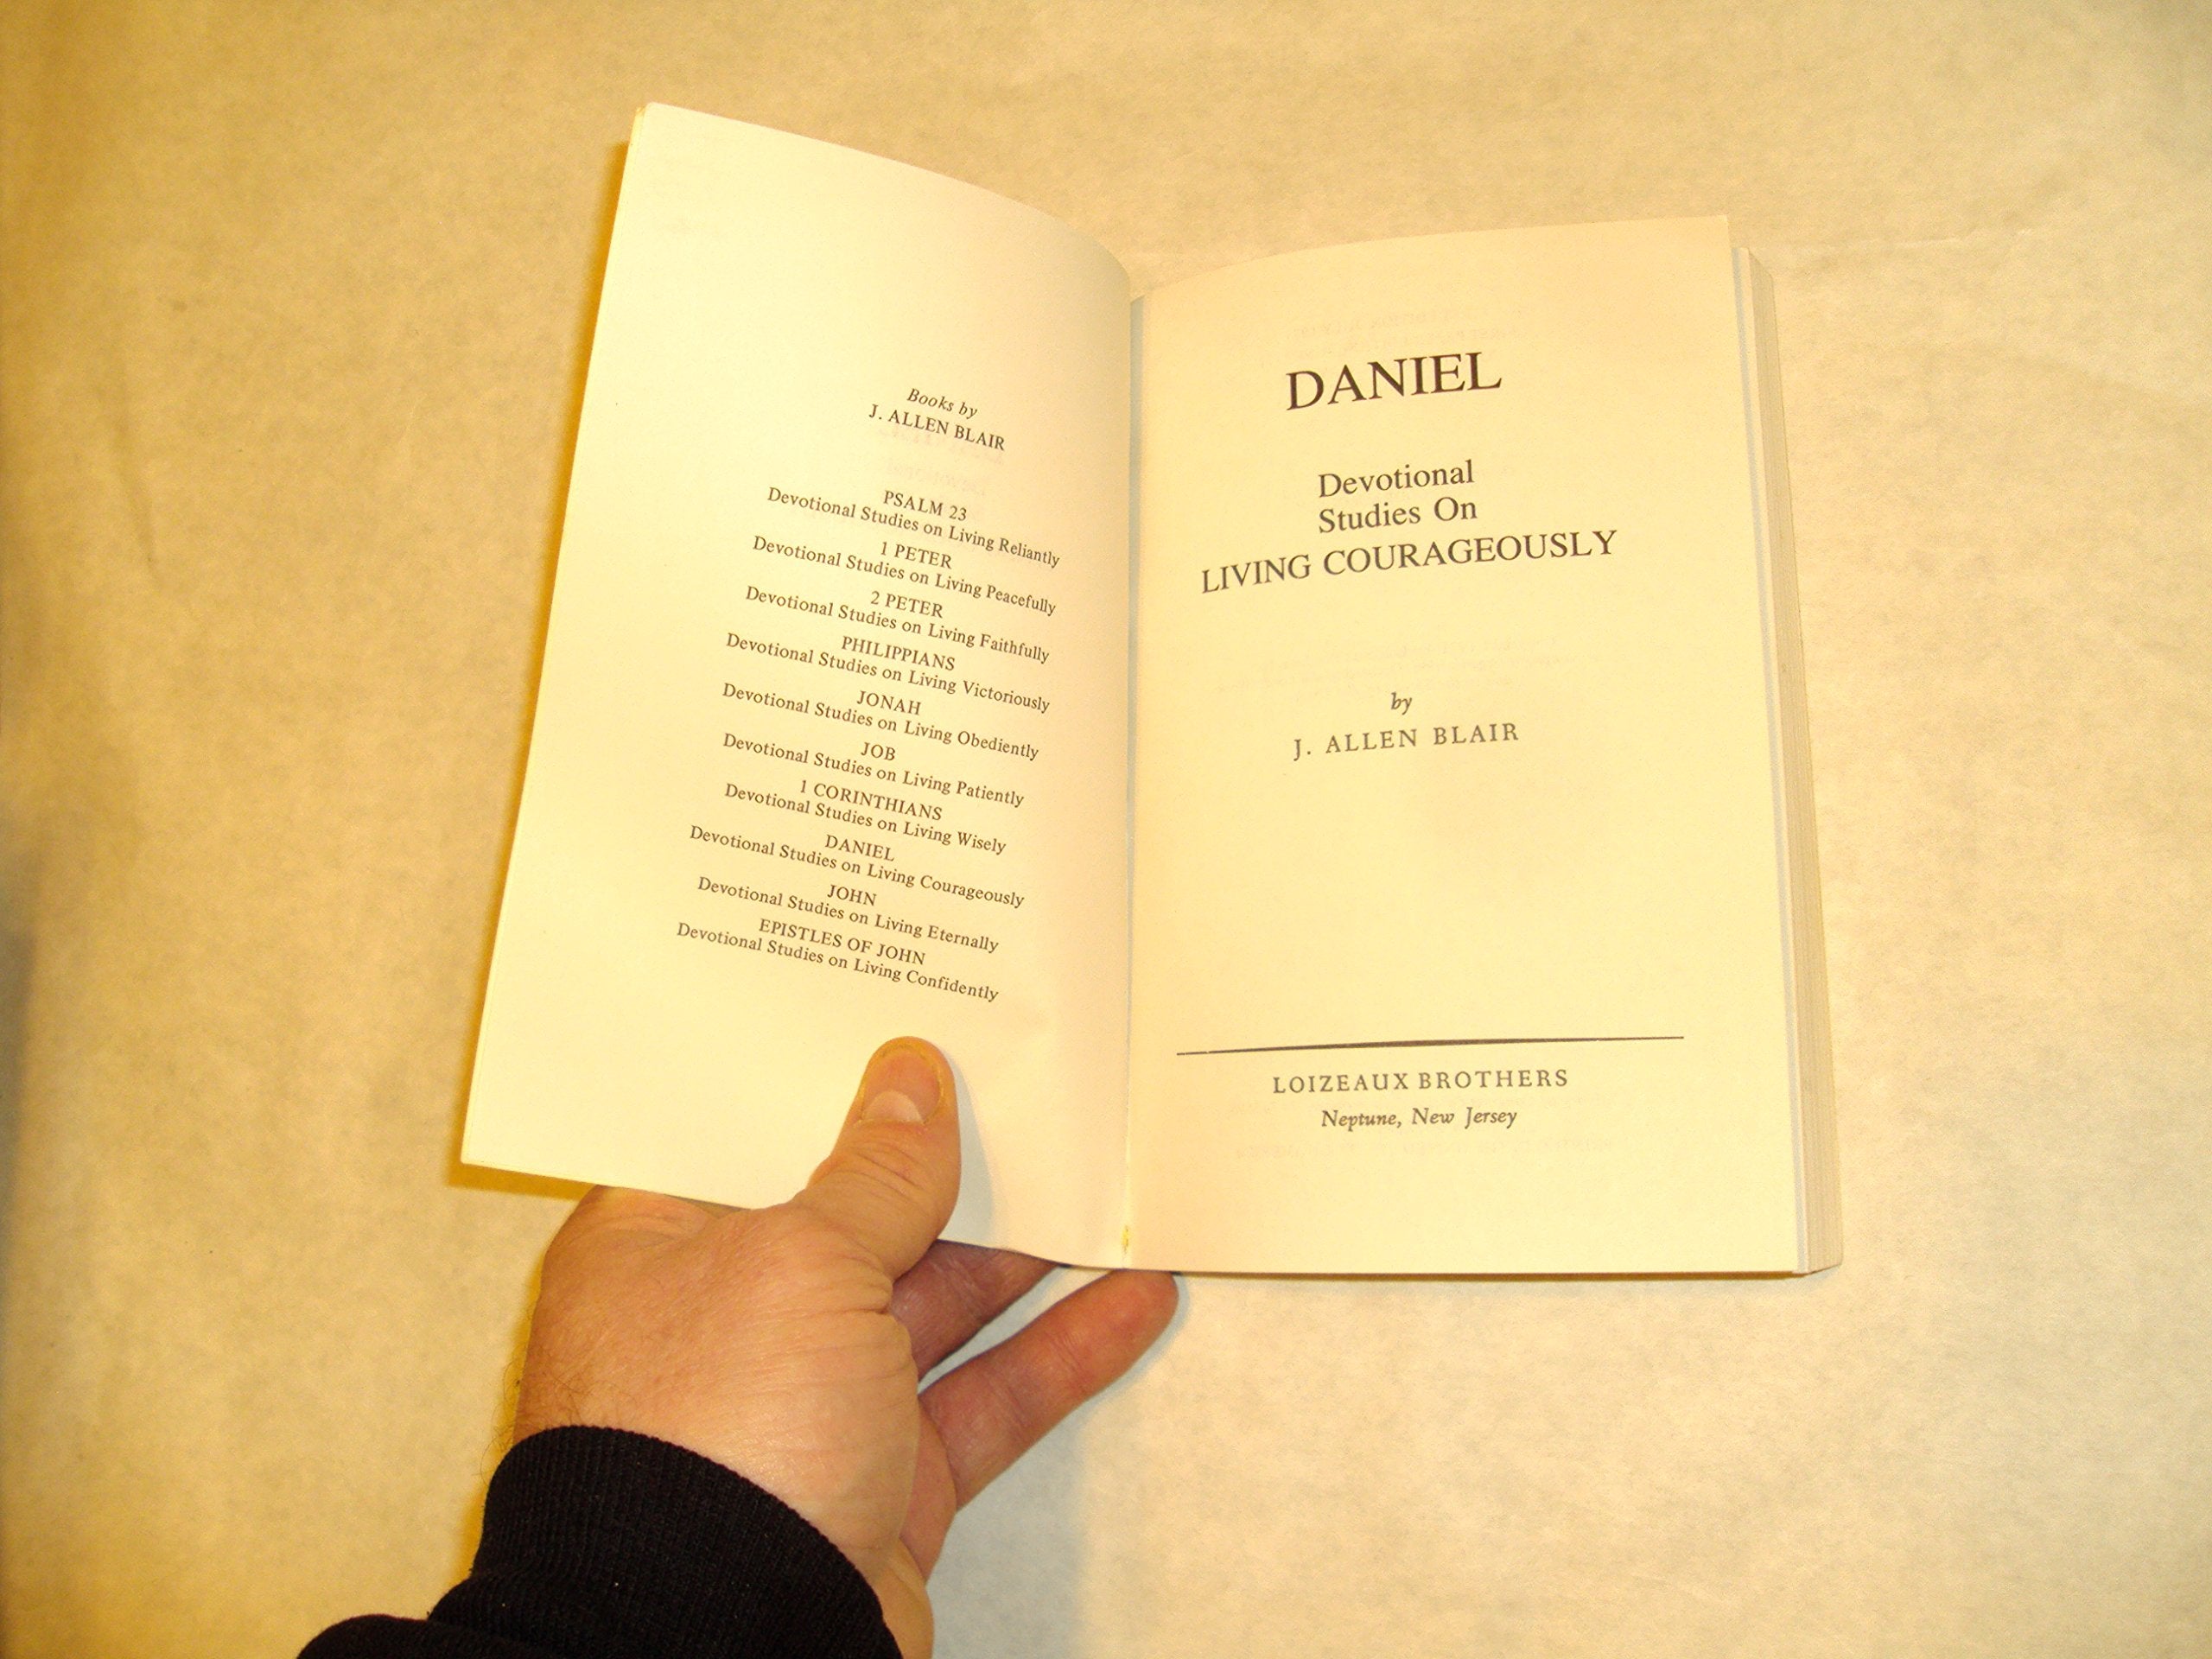 Books by
J. ALLEN BLAIR
PSALM 23
Devotional Studies on Living Reliantly
1 PETER
Devotional Studies on Living Peacefully
2 PETER
Devotional Studies on Living Faithfully
PHILIPPIANS
Devotional Studies on Living Victoriously
JONAH
Devotional Studies on Living Obediently
JOB
Devotional Studies on Living Patiently
1 CORINTHIANS
Devotional Studies on Living Wisely
DANIEL
Devotional Studies on Living Courageously
JOHN
Devotional Studies on Living Eternally
EPISTLES OF JOHN
Devotional Studies on Living Confidently
DANIEL
Devotional
Studies On
LIVING COURAGEOUSLY
by
J. ALLEN BLAIR
LOIZEAUX BROTHERS
Neptune, New Jersey